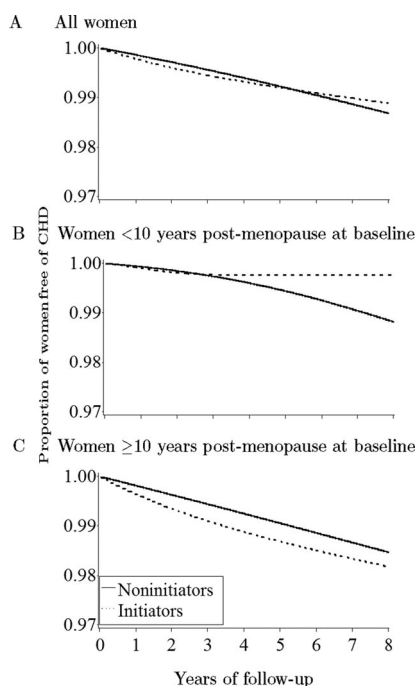 A All women
1.00
0.99
0.98
0.97
B Women <10 years post-menopause at baseline
1.00
0.99
0.98
0.97
C Women ≥10 years post-menopause at baseline
1.00
0.99
0.98
0.97
Proportion of womenfree of CHD
Noninitiators
Initiators
0 1 2 3 4 5 6 7 8
Years of follow-up